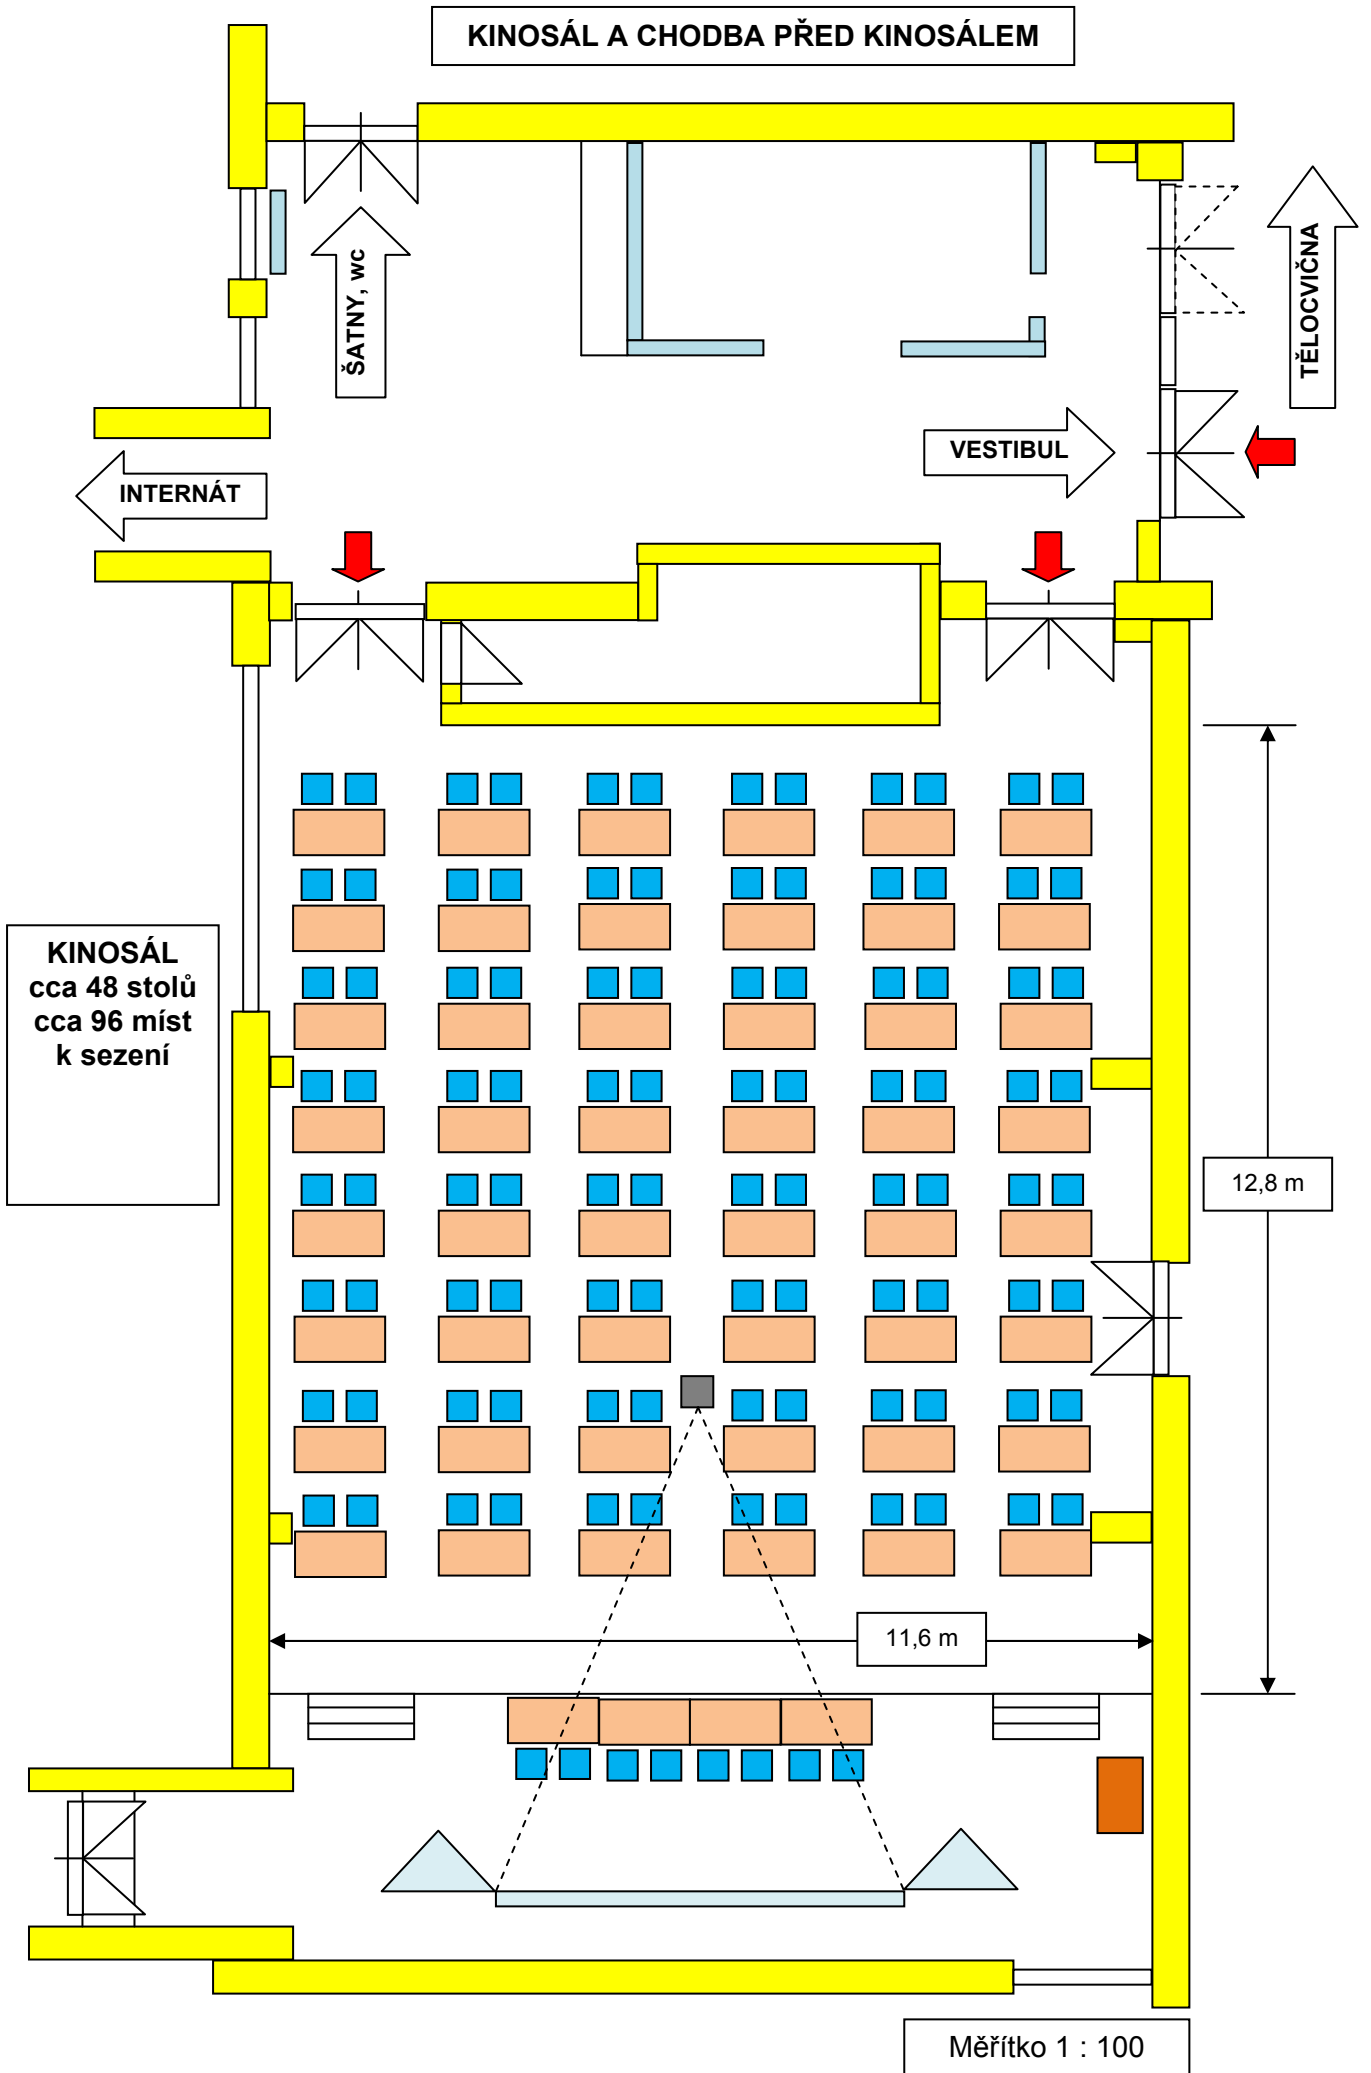 KINOSÁL A CHODBA PŘED KINOSÁLEM
ŠATNY, wc
TĚLOCVIČNA
VESTIBUL
INTERNÁT
KINOSÁL
cca 48 stolů
cca 96 míst
k sezení
12,8 m
11,6 m
Měřítko 1 : 100